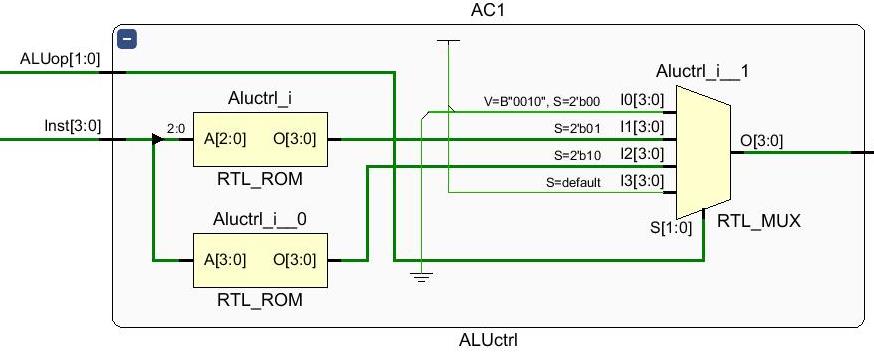 AC1
ALUop[1:0]
Inst[3:0]
2:0
Aluctrl_i
A[2:0] O[3:0]
RTL_ROM
Aluctrl_i__0
A[3:0] O[3:0]
RTL_ROM
Aluctrl_i__1
V=B"0010", S=2'b00 I0[3:0]
S=2'b01 I1[3:0]
S=2'b10 I2[3:0]
S=default I3[3:0]
O[3:0]
S[1:0]
RTL_MUX
ALUctrl